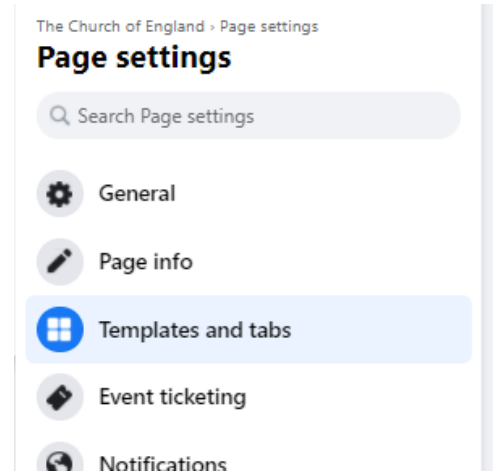 The Church of England › Page settings
Page settings
Search Page settings
General
Page info
Templates and tabs
Event ticketing
Notifications